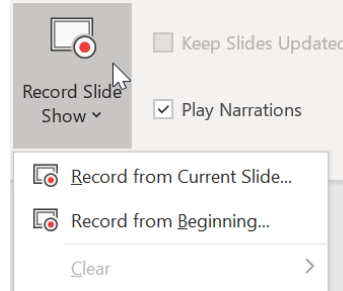 Keep Slides Updated
Record Slide
Show
Play Narrations
Record from Current Slide...
Record from Beginning...
Clear